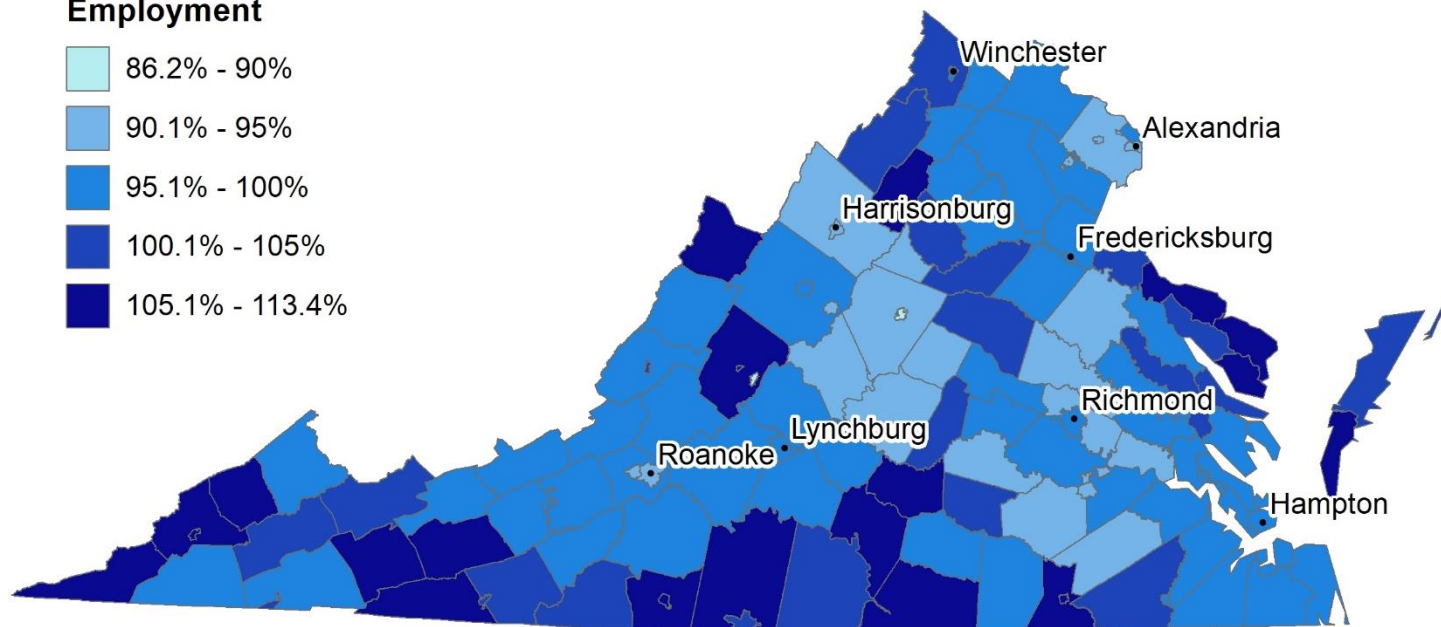 Employment
86.2% - 90%
90.1% - 95%
95.1% - 100%
100.1% - 105%
105.1% - 113.4%
Winchester
Alexandria
Harrisonburg
Fredericksburg
Richmond
Lynchburg
Roanoke
Hampton